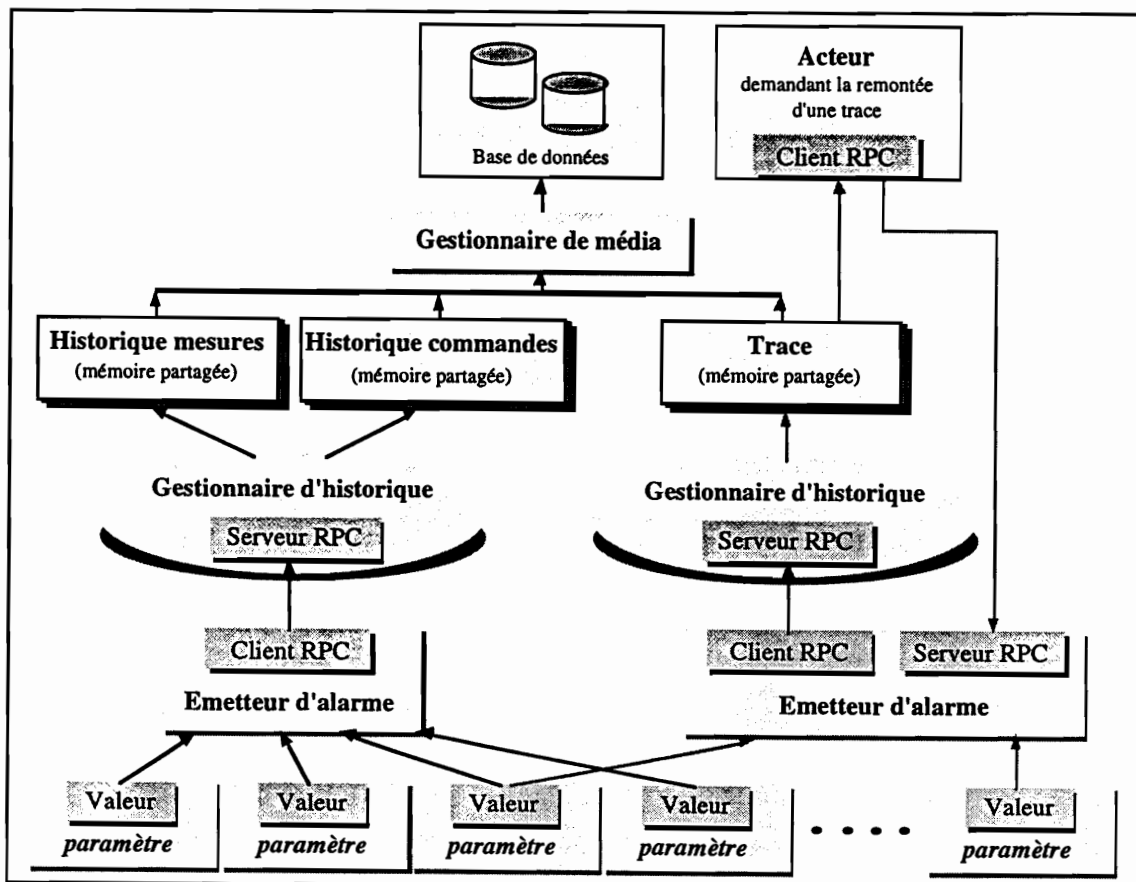 Acteur
demandant la remontée
d'une trace
Client RPC
Base de données
Gestionnaire de média
Historique mesures
(mémoire partagée)
Historique commandes
(mémoire partagée)
Trace
(mémoire partagée)
Gestionnaire d'historique
Serveur RPC
Gestionnaire d'historique
Serveur RPC
Client RPC
Emetteur d'alarme
Client RPC
Serveur RPC
Emetteur d'alarme
Valeur
paramètre
Valeur
paramètre
Valeur
paramètre
Valeur
paramètre
Valeur
paramètre